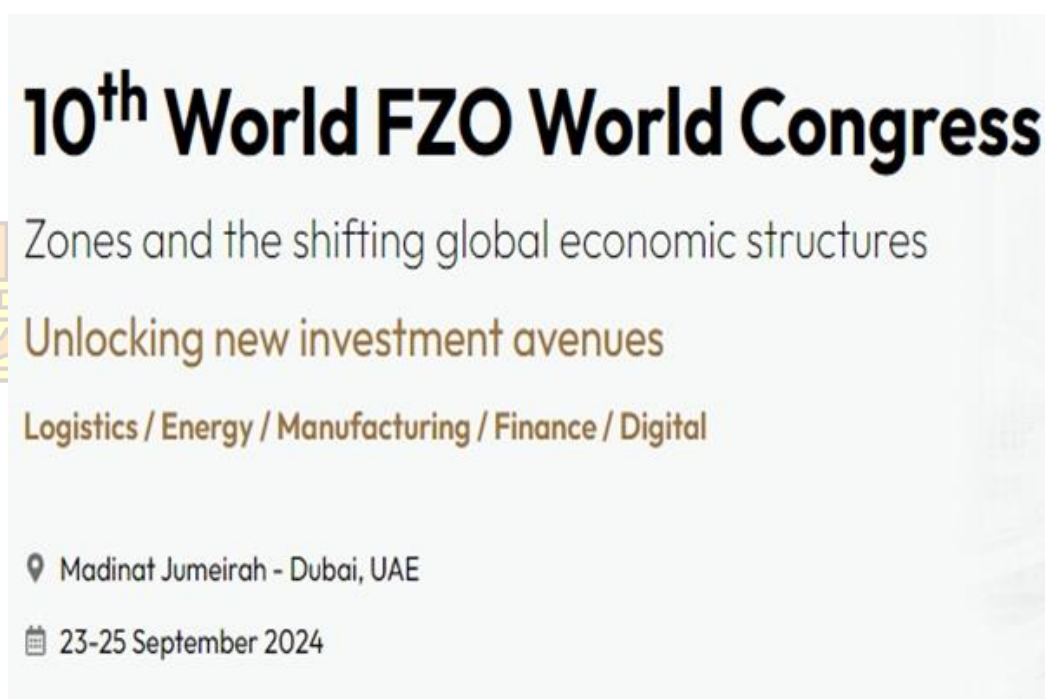 10th World FZO World Congress
Zones and the shifting global economic structures
Unlocking new investment avenues
Logistics / Energy / Manufacturing / Finance / Digital
Madinat Jumeirah - Dubai, UAE
23-25 September 2024